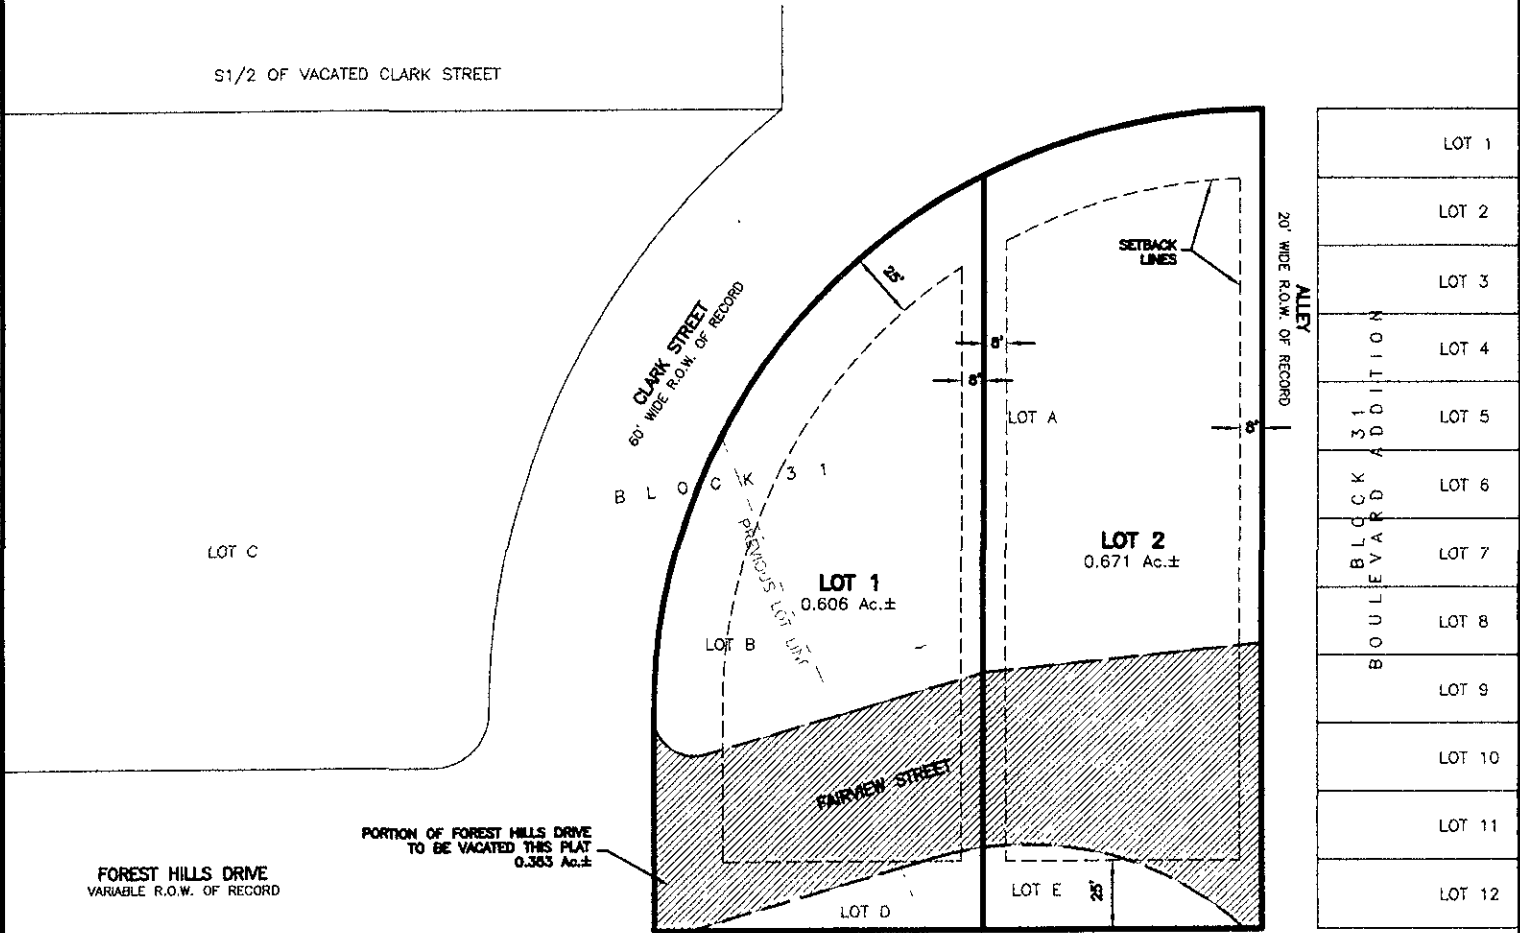 S1/2 OF VACATED CLARK STREET
LOT C
CLARK STREET
60' WIDE R.O.W. OF RECORD
BLOCK 31
PREVIOUS LOT LINE
25'
SETBACK
LINES
8'
8'
8'
LOT A
LOT 1
0.606 Ac.±
LOT 2
0.671 Ac.±
LOT B
FAIRVIEW STREET
PORTION OF FOREST HILLS DRIVE
TO BE VACATED THIS PLAT
0.363 Ac.±
FOREST HILLS DRIVE
VARIABLE R.O.W. OF RECORD
LOT D
LOT E
25'
ALLEY
20' WIDE R.O.W. OF RECORD
BLOCK 31
BOULEVARD ADDITION
LOT 1
LOT 2
LOT 3
LOT 4
LOT 5
LOT 6
LOT 7
LOT 8
LOT 9
LOT 10
LOT 11
LOT 12